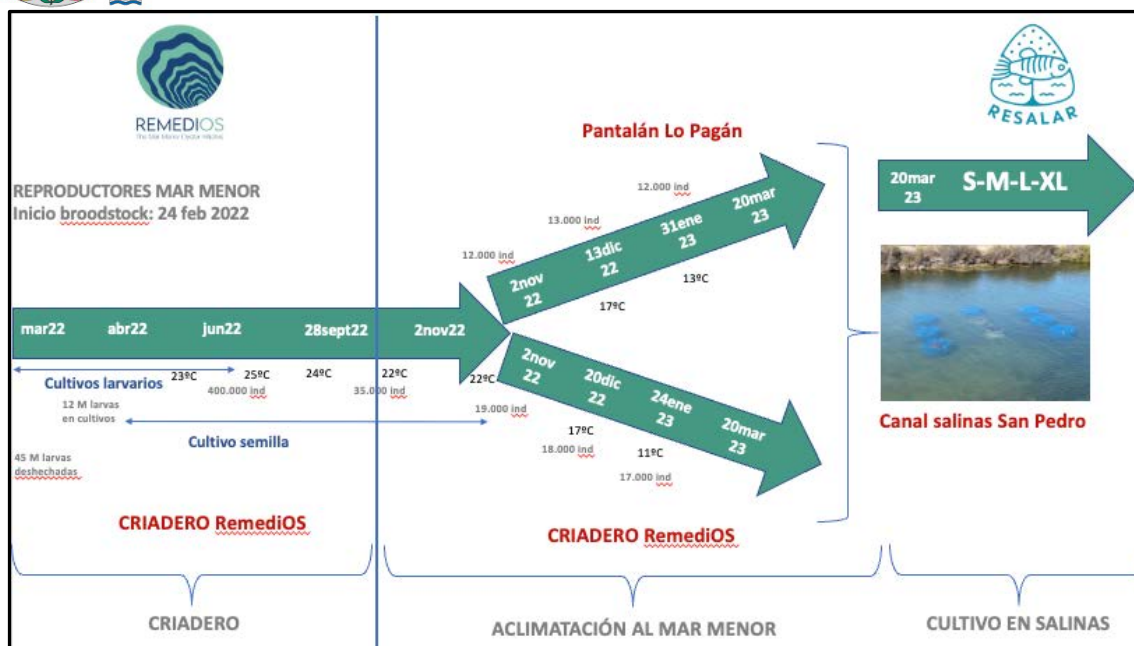 REMEDIOS
The Mar Menor Oyster Initiative
RESALAR
REPRODUCTORES MAR MENOR
Inicio broodstock: 24 feb 2022
Pantalán Lo Pagán
12.000 ind
13.000 ind
12.000 ind
2nov
22
13dic
22
31ene
23
20mar
23
17ºC
13ºC
20mar
23
S-M-L-XL
mar22
abr22
jun22
28sept22
2nov22
23ºC
25ºC
24ºC
22ºC
22ºC
Cultivos larvarios
400.000 ind
35.000 ind
12 M larvas
en cultivos
19.000 ind
Cultivo semilla
45 M larvas
deshechadas
2nov
22
20dic
22
24ene
23
20mar
23
17ºC
18.000 ind
11ºC
17.000 ind
Canal salinas San Pedro
CRIADERO RemediOS
CRIADERO RemediOS
CRIADERO
ACLIMATACIÓN AL MAR MENOR
CULTIVO EN SALINAS